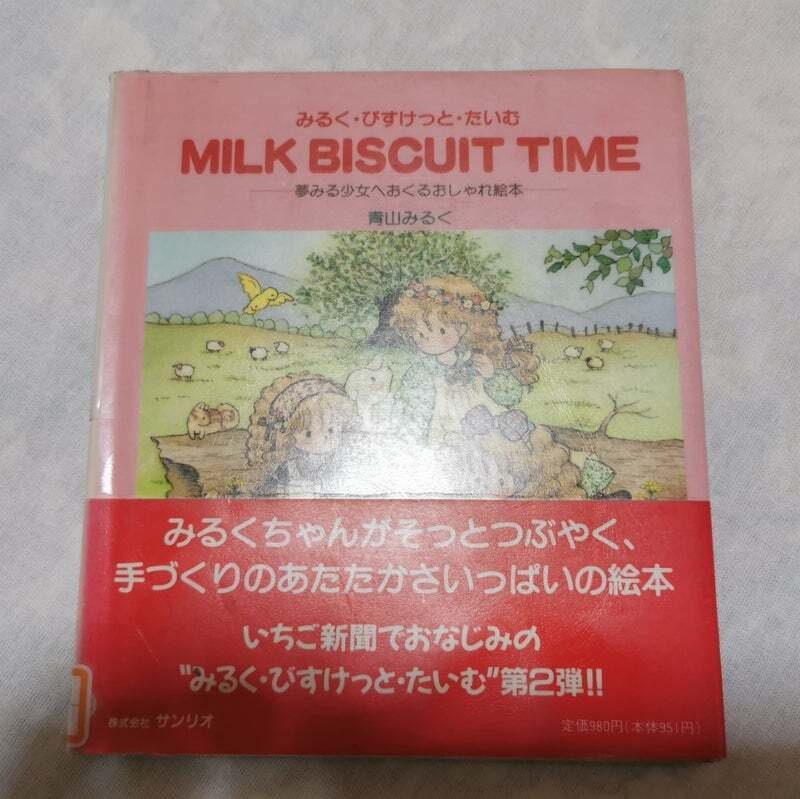 みるく・びすけっと・たいむ
MILK BISCUIT TIME
夢みる少女へおくるおしゃれ絵本
青山みるく
みるくちゃんがそっとつぶやく、
手づくりのあたたかさいっぱいの絵本
いちご新聞でおなじみの
"みるく・びすけっと・たいむ"第2弾!!
株式会社 サンリオ
定価980円(本体951円)